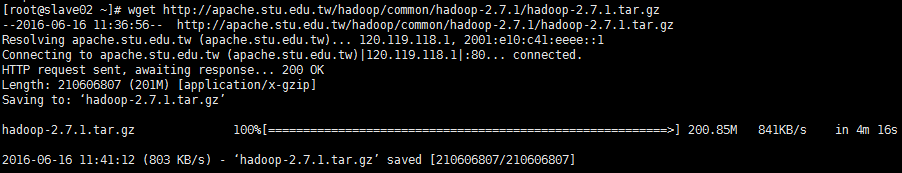 [root@slave02 ~]# wget http://apache.stu.edu.tw/hadoop/common/hadoop-2.7.1/hadoop-2.7.1.tar.gz
--2016-06-16 11:36:56--  http://apache.stu.edu.tw/hadoop/common/hadoop-2.7.1/hadoop-2.7.1.tar.gz
Resolving apache.stu.edu.tw (apache.stu.edu.tw)... 120.119.118.1, 2001:e10:c41:eeee::1
Connecting to apache.stu.edu.tw (apache.stu.edu.tw)|120.119.118.1|:80... connected.
HTTP request sent, awaiting response... 200 OK
Length: 210606807 (201M) [application/x-gzip]
Saving to: ‘hadoop-2.7.1.tar.gz’
hadoop-2.7.1.tar.gz              100%[=========================================================>] 200.85M   841KB/s    in 4m 16s
2016-06-16 11:41:12 (803 KB/s) - ‘hadoop-2.7.1.tar.gz’ saved [210606807/210606807]